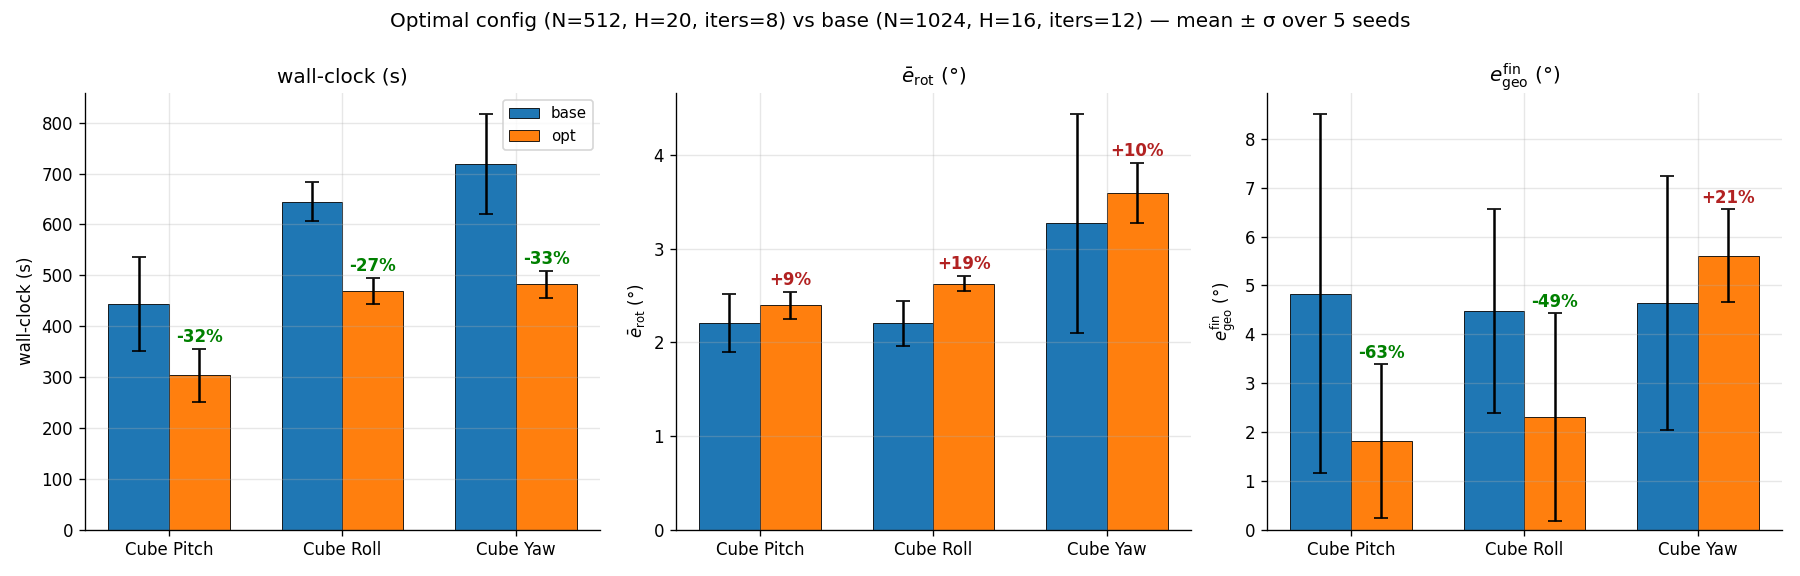 Optimal config (N=512, H=20, iters=8) vs base (N=1024, H=16, iters=12) — mean ± σ over 5 seeds
wall-clock (s)
wall-clock (s)
800
700
600
500
400
300
200
100
0
base
opt
-32%
-27%
-33%
Cube Pitch
Cube Roll
Cube Yaw
ē_rot (°)
ē_rot (°)
4
3
2
1
0
+9%
+19%
+10%
Cube Pitch
Cube Roll
Cube Yaw
e_geo^fin (°)
e_geo^fin (°)
8
7
6
5
4
3
2
1
0
-63%
-49%
+21%
Cube Pitch
Cube Roll
Cube Yaw